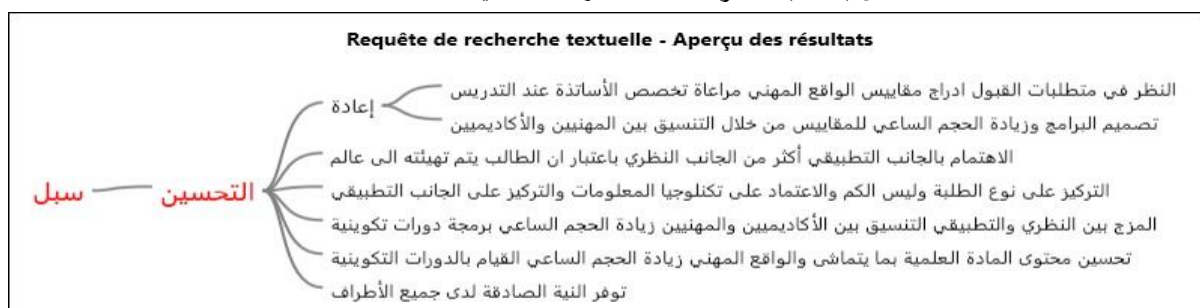 Requête de recherche textuelle - Aperçu des résultats
سبل
التحسين
إعادة
النظر في متطلبات القبول ادراج مقاييس الواقع المهني مراعاة تخصص الأساتذة عند التدريس
تصميم البرامج وزيادة الحجم الساعي للمقاييس من خلال التنسيق بين المهنيين والأكاديميين
الاهتمام بالجانب التطبيقي أكثر من الجانب النظري باعتبار ان الطالب يتم تهيئته الى عالم
التركيز على نوع الطلبة وليس الكم والاعتماد على تكنلوجيا المعلومات والتركيز على الجانب التطبيقي
المزج بين النظري والتطبيقي التنسيق بين الأكاديميين والمهنيين زيادة الحجم الساعي برمجة دورات تكوينية
تحسين محتوى المادة العلمية بما يتماشى والواقع المهني زيادة الحجم الساعي القيام بالدورات التكوينية
توفر النية الصادقة لدى جميع الأطراف